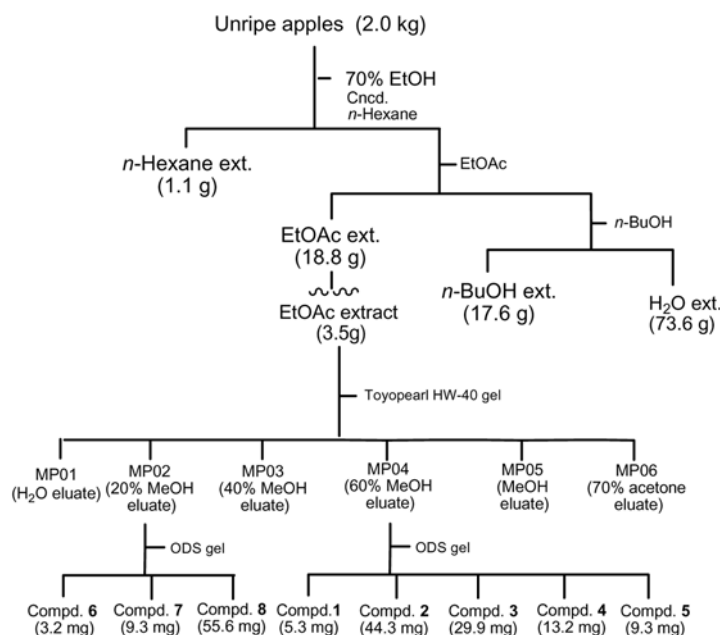 Unripe apples (2.0 kg)
70% EtOH
Cncd.
n-Hexane
n-Hexane ext.
(1.1 g)
EtOAc
EtOAc ext.
(18.8 g)
n-BuOH
n-BuOH ext.
(17.6 g)
H₂O ext.
(73.6 g)
EtOAc extract
(3.5g)
Toyopearl HW-40 gel
MP01
(H₂O eluate)
MP02
(20% MeOH
eluate)
MP03
(40% MeOH
eluate)
MP04
(60% MeOH
eluate)
MP05
(MeOH
eluate)
MP06
(70% acetone
eluate)
ODS gel
ODS gel
Compd. 6
(3.2 mg)
Compd. 7
(9.3 mg)
Compd. 8
(55.6 mg)
Compd.1
(5.3 mg)
Compd. 2
(44.3 mg)
Compd. 3
(29.9 mg)
Compd. 4
(13.2 mg)
Compd. 5
(9.3 mg)